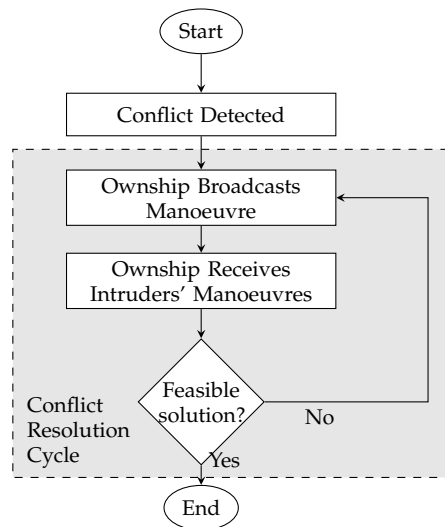 Start
Conflict Detected
Ownship Broadcasts
Manoeuvre
Ownship Receives
Intruders’ Manoeuvres
Feasible
solution?
No
Conflict
Resolution
Cycle
Yes
End